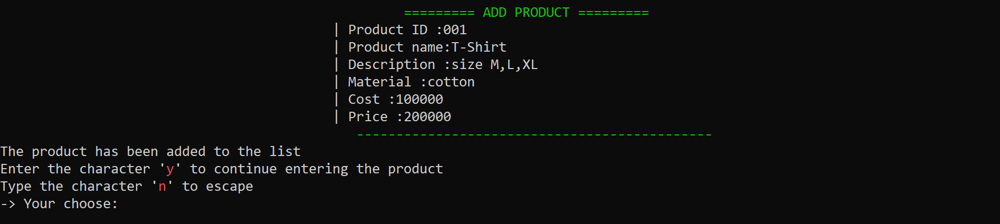 ========= ADD PRODUCT =========
| Product ID :001
| Product name:T-Shirt
| Description :size M,L,XL
| Material :cotton
| Cost :100000
| Price :200000
---------------------------------------------
The product has been added to the list
Enter the character 'y' to continue entering the product
Type the character 'n' to escape
-> Your choose: